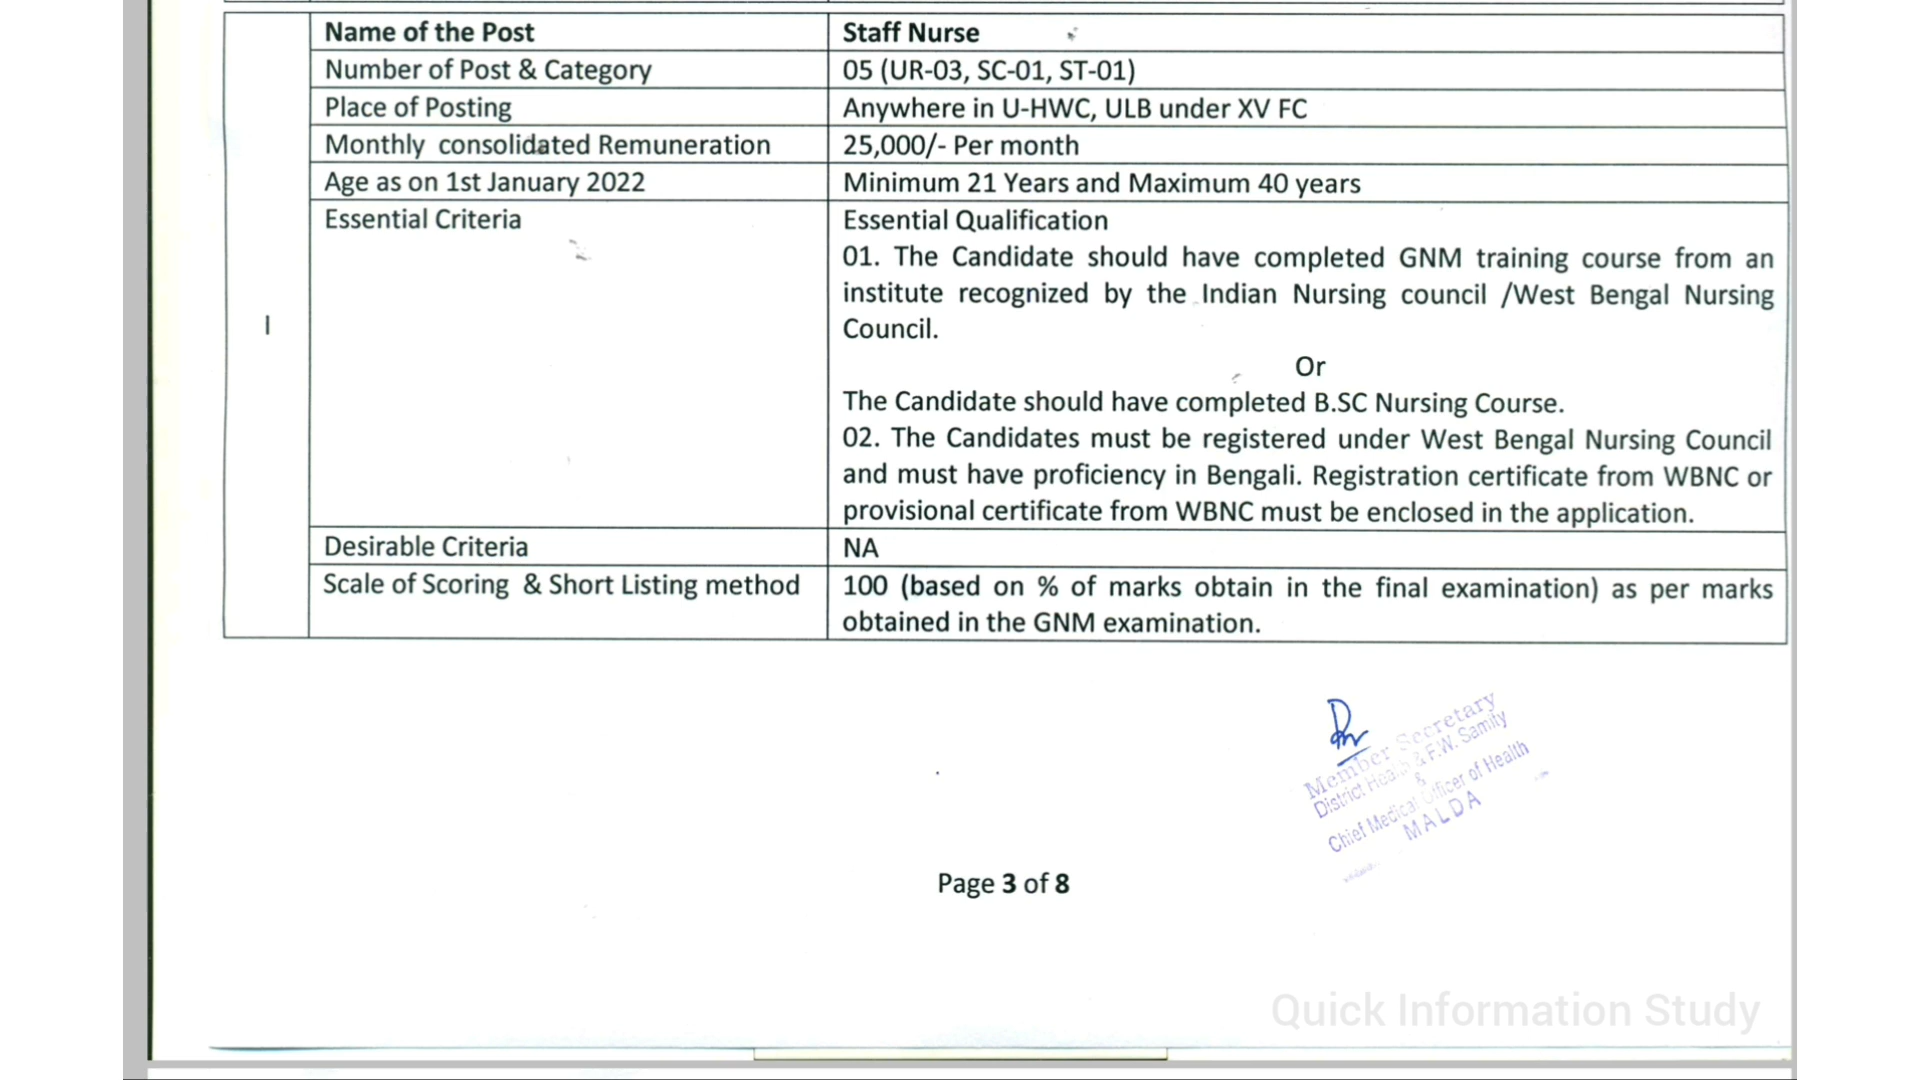 Name of the Post Staff Nurse
Number of Post & Category 05 (UR-03, SC-01, ST-01)
Place of Posting Anywhere in U-HWC, ULB under XV FC
Monthly consolidated Remuneration 25,000/- Per month
Age as on 1st January 2022 Minimum 21 Years and Maximum 40 years
Essential Criteria Essential Qualification
01. The Candidate should have completed GNM training course from an
institute recognized by the Indian Nursing council /West Bengal Nursing
I
Council.
Or
The Candidate should have completed B.SC Nursing Course.
02. The Candidates must be registered under West Bengal Nursing Council
and must have proficiency in Bengali. Registration certificate from WBNC or
provisional certificate from WBNC must be enclosed in the application.
Desirable Criteria NA
Scale of Scoring & Short Listing method 100 (based on % of marks obtain in the final examination) as per marks
obtained in the GNM examination.
Member Secretary
District Health & F.W. Samity
&
Chief Medical Officer of Health
MALDA
Page 3 of 8
Quick Information Study